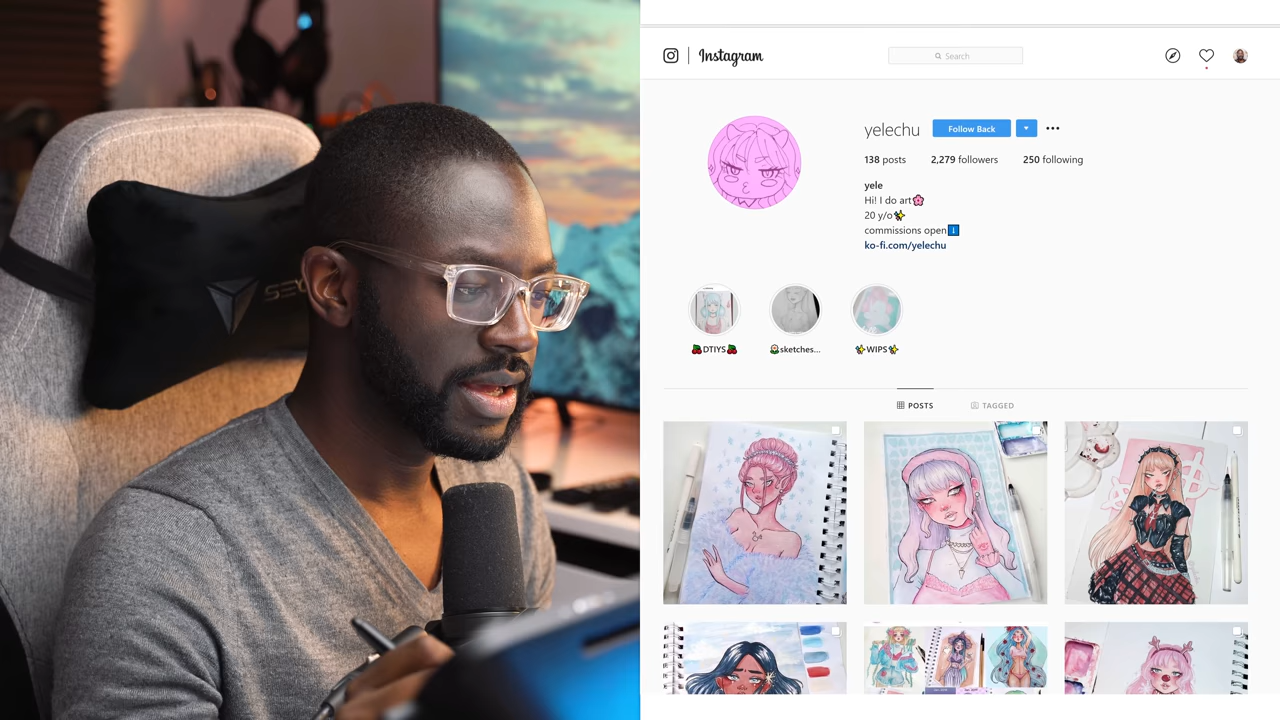 Instagram
Search
yelechu
Follow Back
138 posts
2,279 followers
250 following
yele
Hi! I do art🌸
20 y/o✨
commissions open⬇️
ko-fi.com/yelechu
🍒DTIYS🍒
sketches...
✨WIPS✨
POSTS
TAGGED